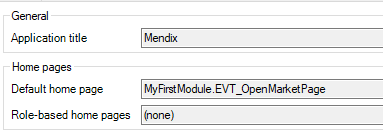 General
Application title Mendix
Home pages
Default home page MyFirstModule.EVT_OpenMarketPage
Role-based home pages (none)